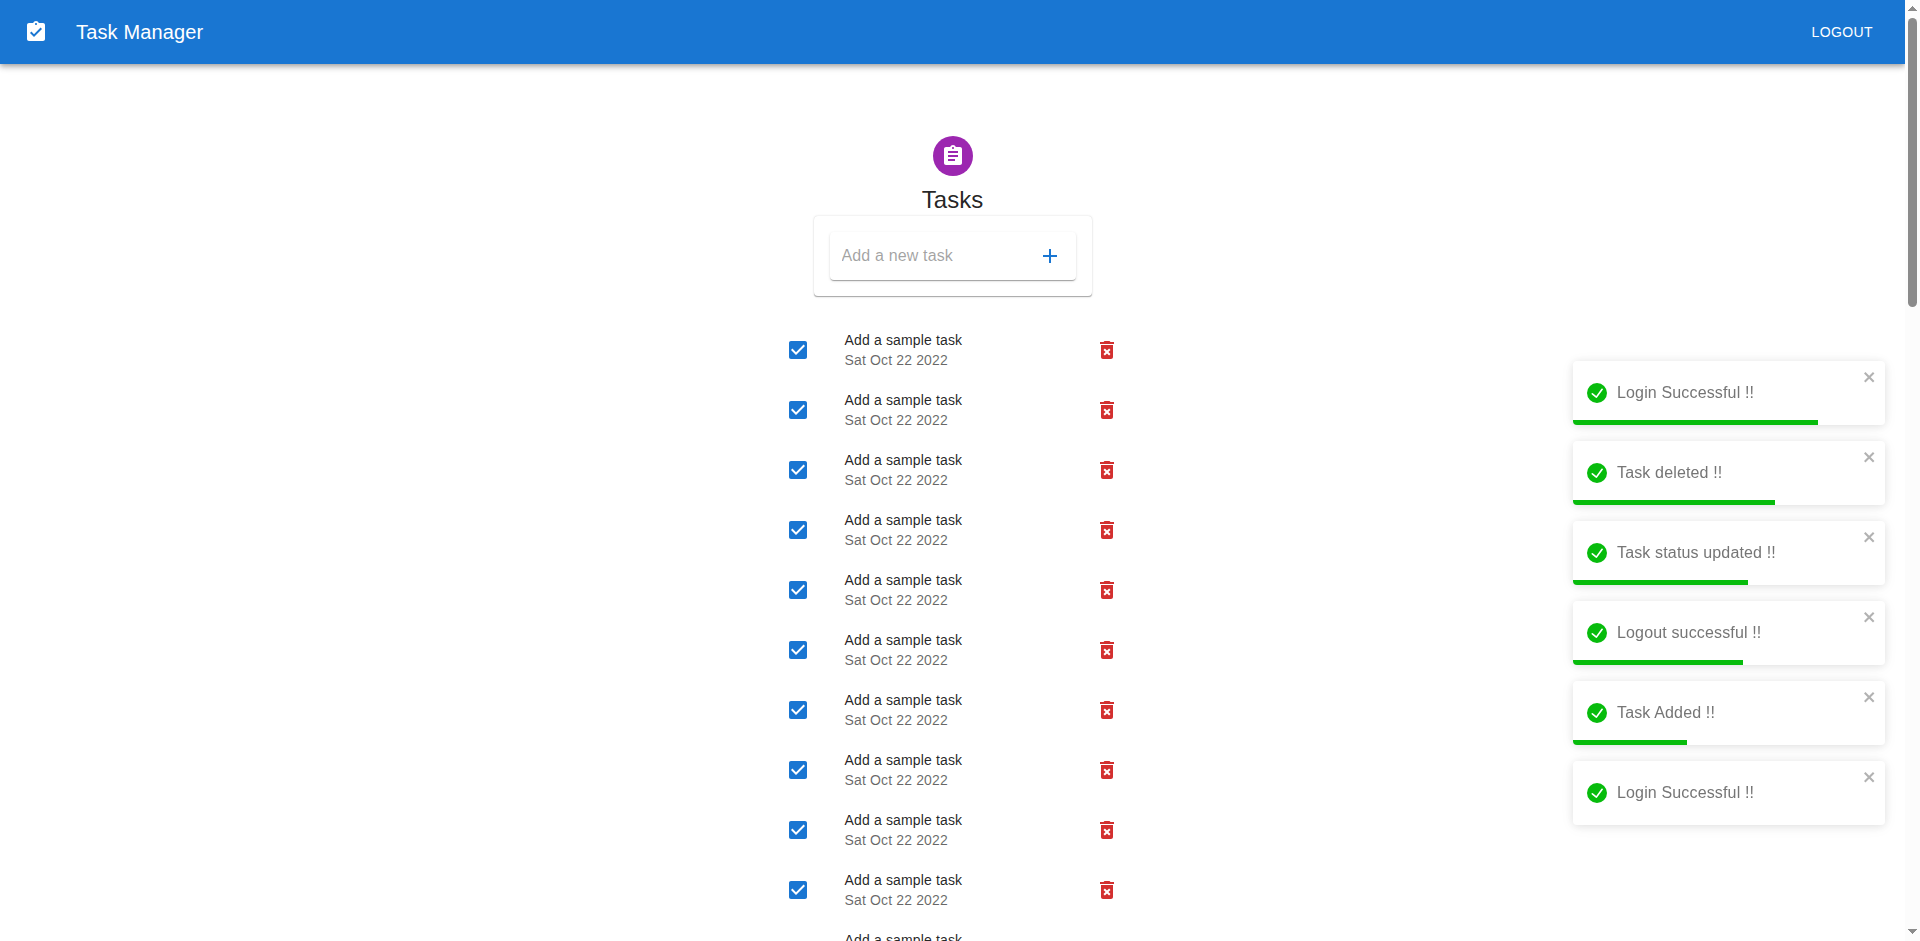 Task Manager
LOGOUT
Tasks
Add a new task
Add a sample task
Sat Oct 22 2022
Add a sample task
Sat Oct 22 2022
Add a sample task
Sat Oct 22 2022
Add a sample task
Sat Oct 22 2022
Add a sample task
Sat Oct 22 2022
Add a sample task
Sat Oct 22 2022
Add a sample task
Sat Oct 22 2022
Add a sample task
Sat Oct 22 2022
Add a sample task
Sat Oct 22 2022
Add a sample task
Sat Oct 22 2022
Add a sample task
Login Successful !!
Task deleted !!
Task status updated !!
Logout successful !!
Task Added !!
Login Successful !!